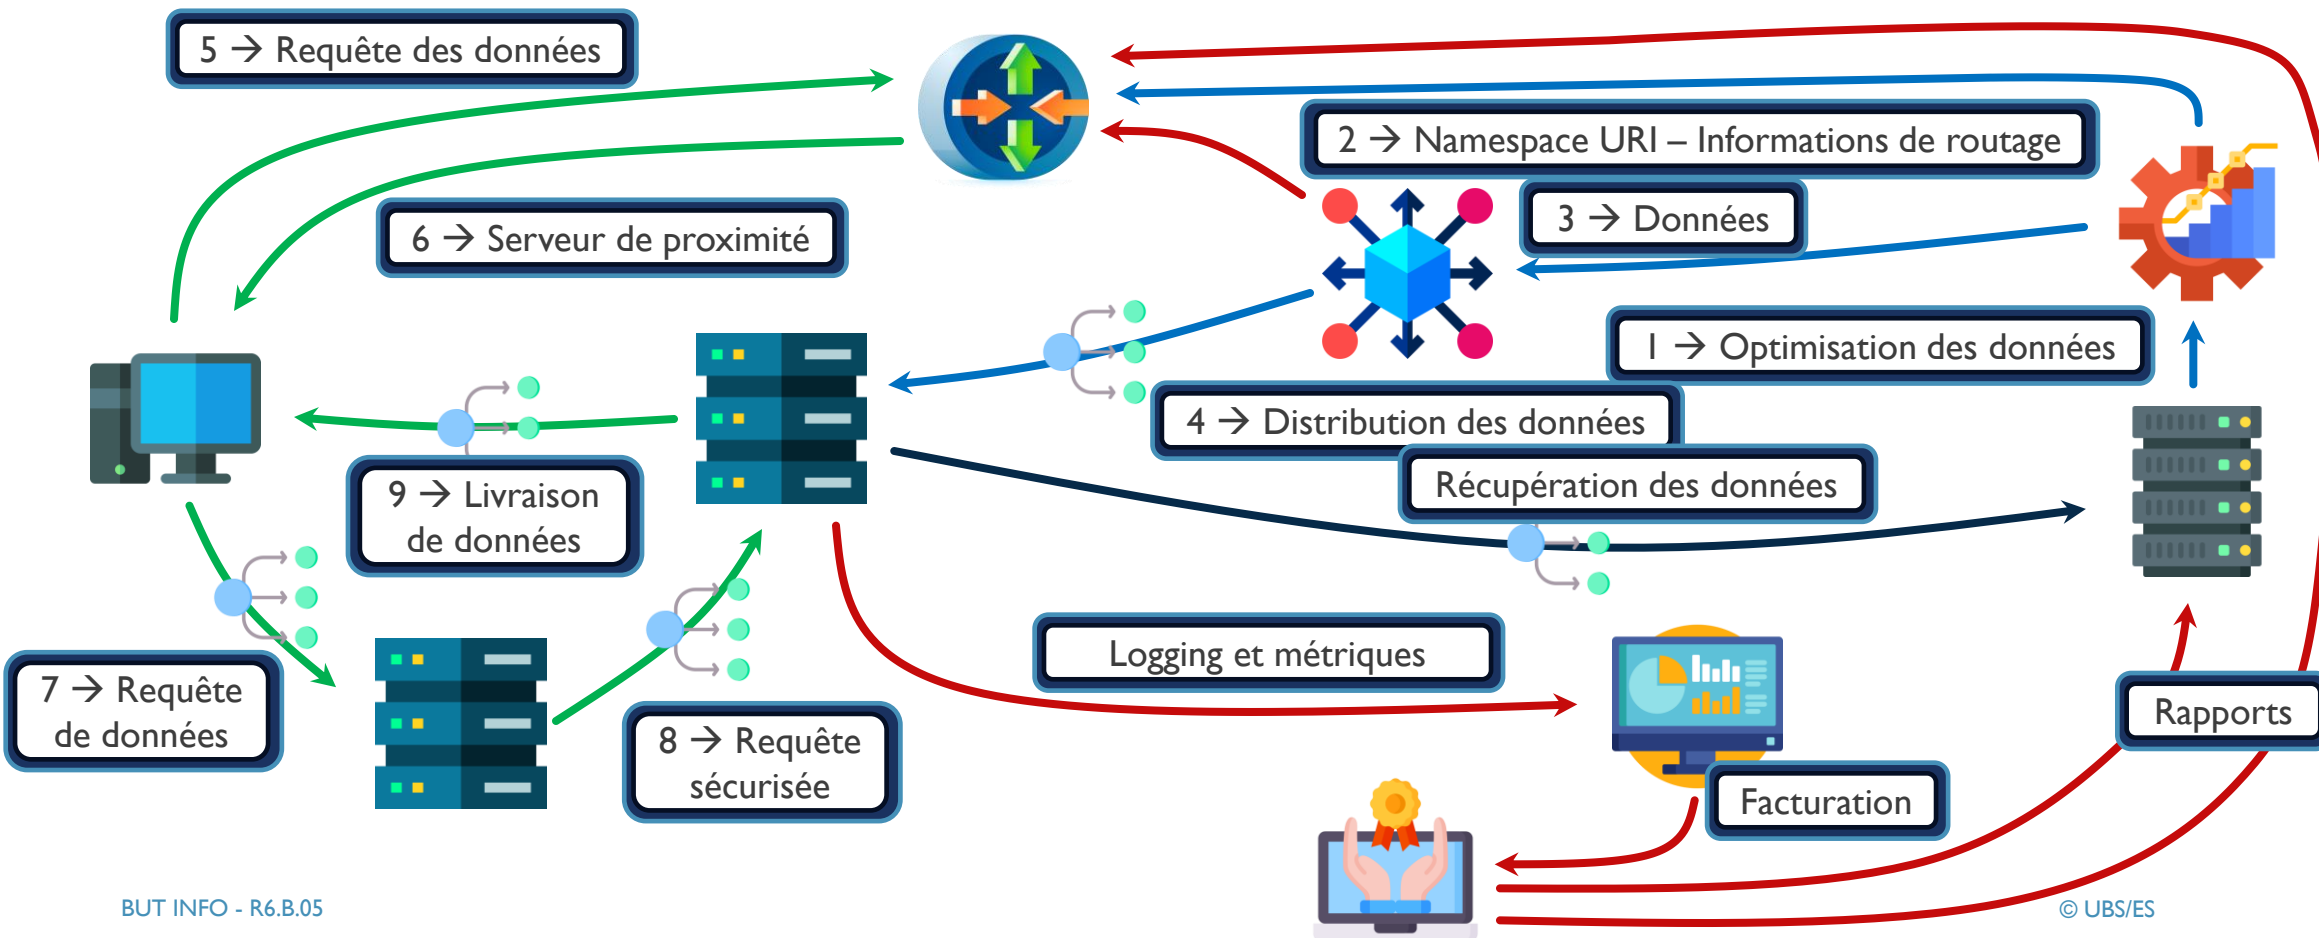 5 → Requête des données
2 → Namespace URI – Informations de routage
3 → Données
6 → Serveur de proximité
1 → Optimisation des données
4 → Distribution des données
Récupération des données
9 → Livraison
de données
7 → Requête
de données
8 → Requête
sécurisée
Logging et métriques
Rapports
Facturation
BUT INFO - R6.B.05
© UBS/ES